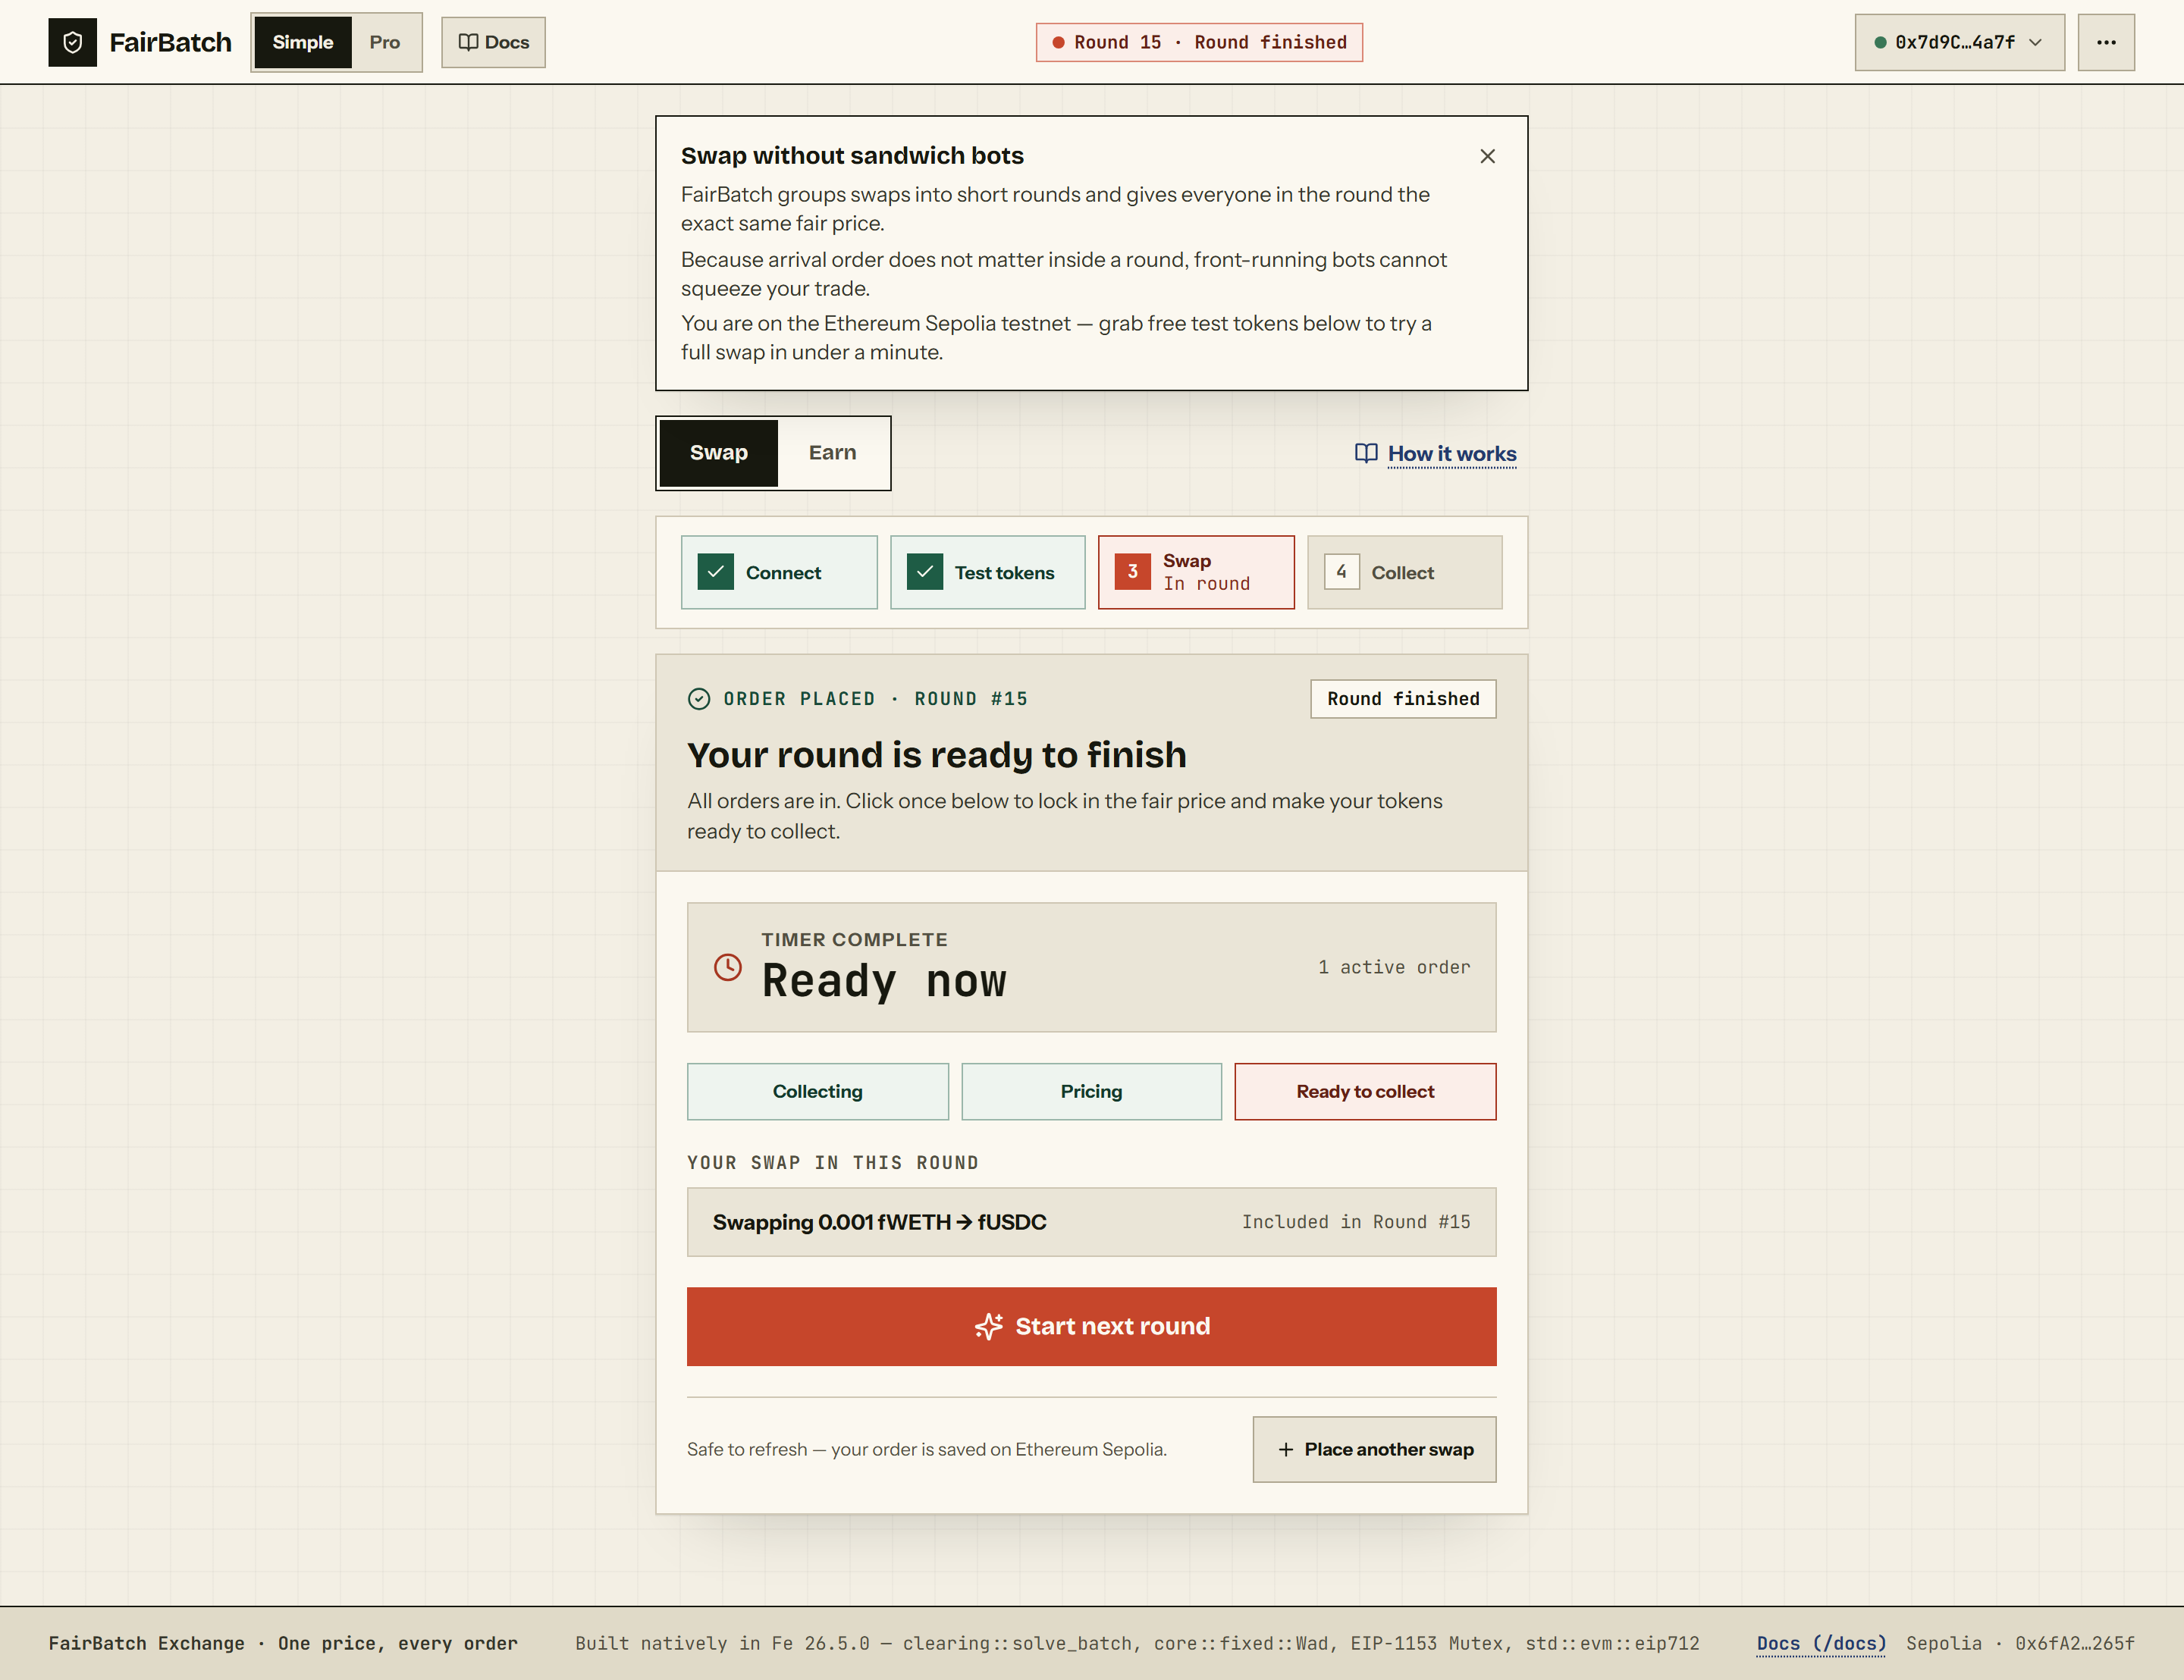 FairBatch
Simple
Pro
Docs
Round 15 · Round finished
0x7d9C…4a7f
Swap without sandwich bots
FairBatch groups swaps into short rounds and gives everyone in the round the
exact same fair price.
Because arrival order does not matter inside a round, front-running bots cannot
squeeze your trade.
You are on the Ethereum Sepolia testnet — grab free test tokens below to try a
full swap in under a minute.
Swap
Earn
How it works
Connect
Test tokens
3
Swap
In round
4
Collect
ORDER PLACED · ROUND #15
Round finished
Your round is ready to finish
All orders are in. Click once below to lock in the fair price and make your tokens
ready to collect.
TIMER COMPLETE
Ready now
1 active order
Collecting
Pricing
Ready to collect
YOUR SWAP IN THIS ROUND
Swapping 0.001 fWETH → fUSDC
Included in Round #15
Start next round
Safe to refresh — your order is saved on Ethereum Sepolia.
Place another swap
FairBatch Exchange · One price, every order
Built natively in Fe 26.5.0 — clearing::solve_batch, core::fixed::Wad, EIP-1153 Mutex, std::evm::eip712
Docs (/docs)
Sepolia · 0x6fA2…265f